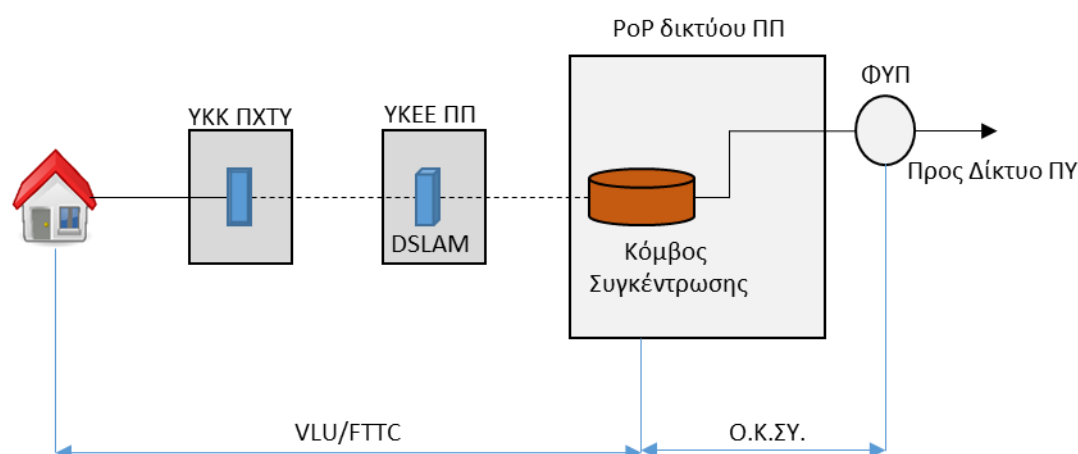 PoP δικτύου ΠΠ
ΦΥΠ
ΥΚΚ ΠΧΤΥ
ΥΚΕΕ ΠΠ
Προς Δίκτυο ΠΥ
DSLAM
Κόμβος
Συγκέντρωσης
VLU/FTTC
Ο.Κ.ΣΥ.